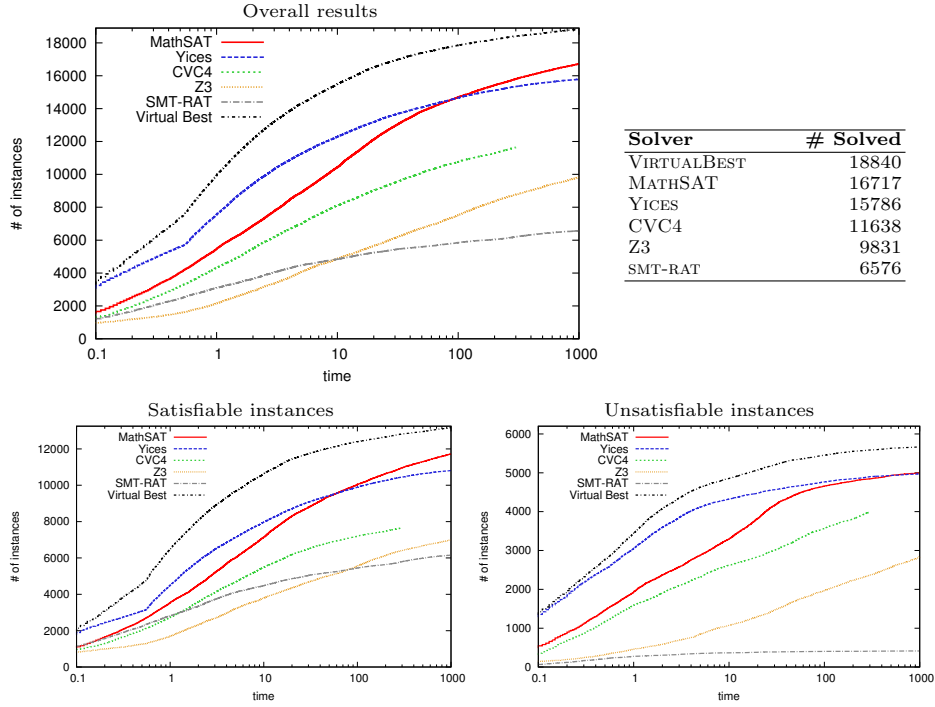 Overall results
18000
16000
14000
12000
10000
8000
6000
4000
2000
0
# of instances
MathSAT
Yices
CVC4
Z3
SMT-RAT
Virtual Best
0.1 1 10 100 1000
time
Solver # Solved
VIRTUALBEST 18840
MATHSAT 16717
YICES 15786
CVC4 11638
Z3 9831
SMT-RAT 6576
Satisfiable instances
12000
10000
8000
6000
4000
2000
0
# of instances
MathSAT
Yices
CVC4
Z3
SMT-RAT
Virtual Best
0.1 1 10 100 1000
time
Unsatisfiable instances
6000
5000
4000
3000
2000
1000
0
# of instances
MathSAT
Yices
CVC4
Z3
SMT-RAT
Virtual Best
0.1 1 10 100 1000
time